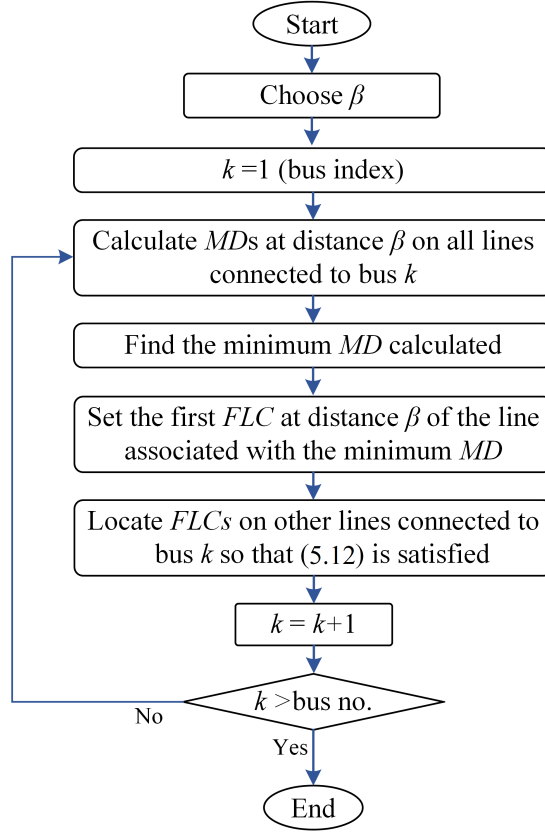 Start
Choose β
k =1 (bus index)
Calculate MDs at distance β on all lines
connected to bus k
Find the minimum MD calculated
Set the first FLC at distance β of the line
associated with the minimum MD
Locate FLCs on other lines connected to
bus k so that (5.12) is satisfied
k = k+1
k >bus no.
No
Yes
End